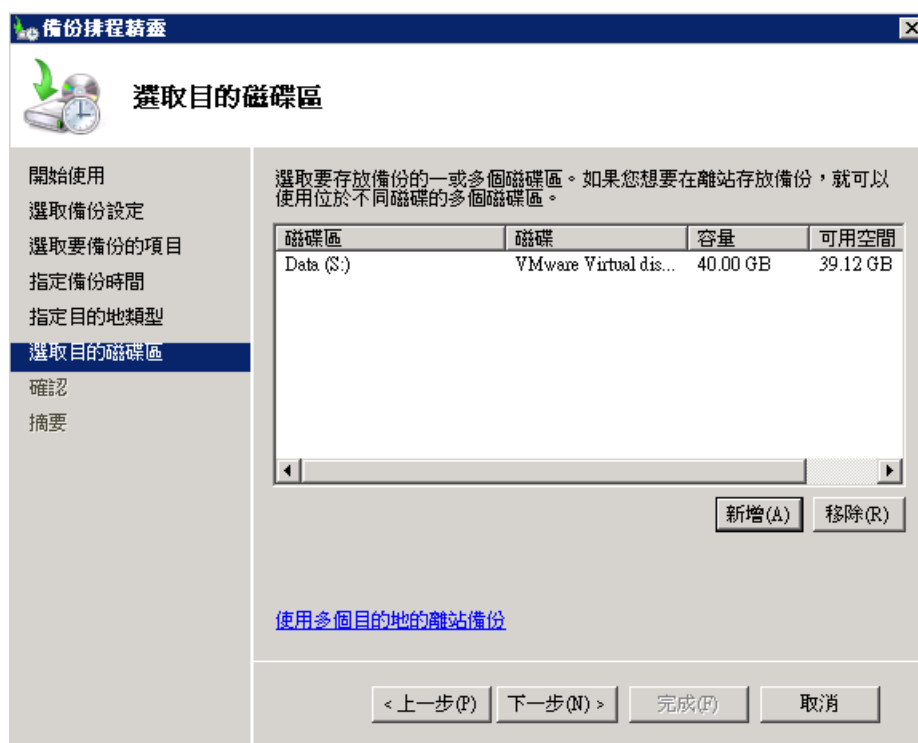 備份排程精靈
選取目的磁碟區
開始使用
選取備份設定
選取要備份的項目
指定備份時間
指定目的地類型
選取目的磁碟區
確認
摘要
選取要存放備份的一或多個磁碟區。如果您想要在離站存放備份，就可以
使用位於不同磁碟的多個磁碟區。
磁碟區 磁碟 容量 可用空間
Data (S:) VMware Virtual dis... 40.00 GB 39.12 GB
新增(A) 移除(R)
使用多個目的地的離站備份
< 上一步(P) 下一步(N) > 完成(F) 取消